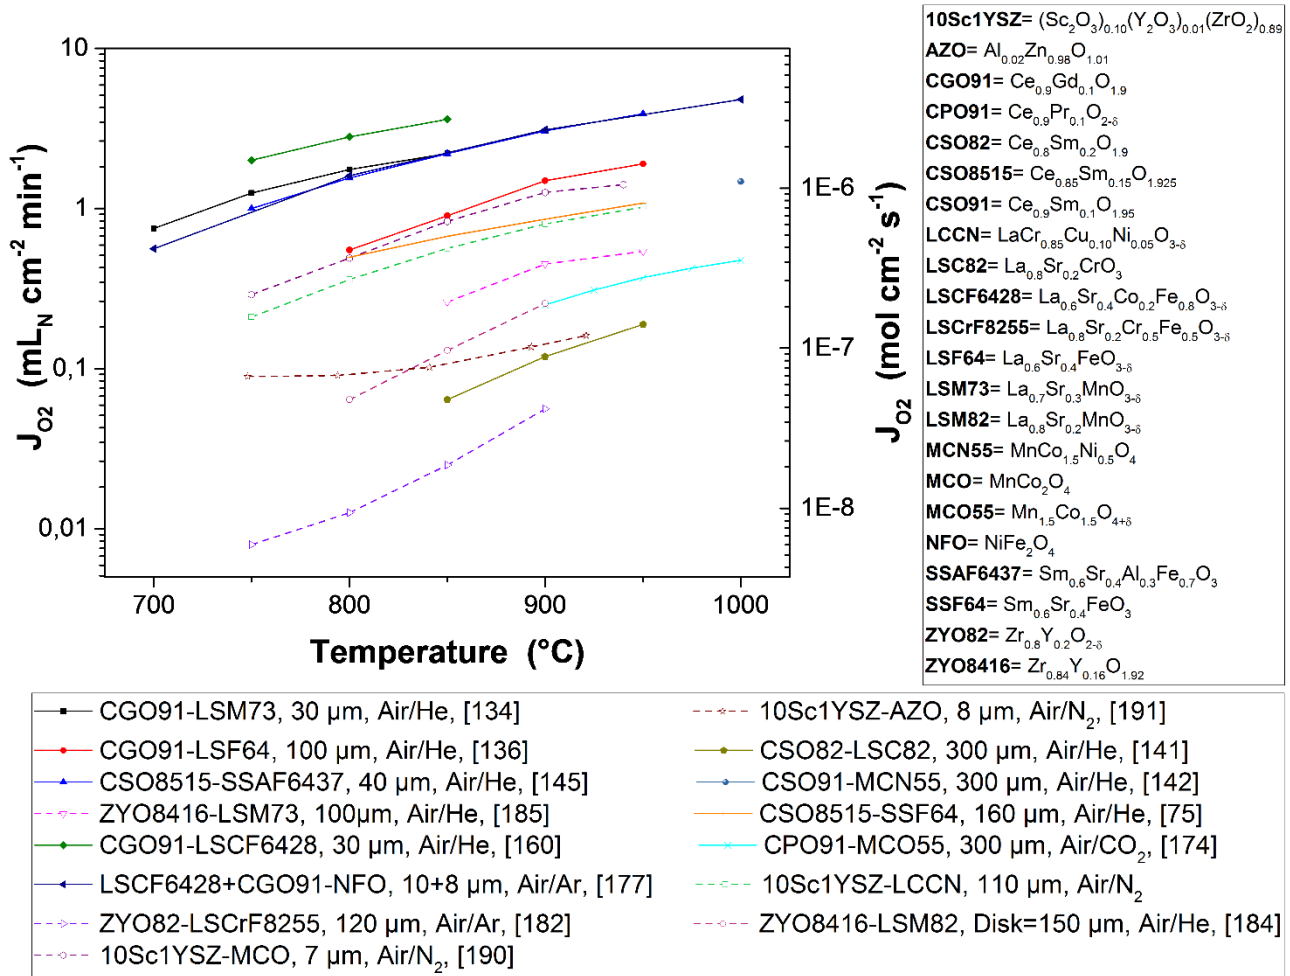 10
1
0,1
0,01
J_O2 (mL_N cm^-2 min^-1)
700
800
900
1000
Temperature (°C)
1E-6
1E-7
1E-8
J_O2 (mol cm^-2 s^-1)
10Sc1YSZ= (Sc2O3)0.10(Y2O3)0.01(ZrO2)0.89
AZO= Al0.02Zn0.98O1.01
CGO91= Ce0.9Gd0.1O1.9
CPO91= Ce0.9Pr0.1O2-δ
CSO82= Ce0.8Sm0.2O1.9
CSO8515= Ce0.85Sm0.15O1.925
CSO91= Ce0.9Sm0.1O1.95
LCCN= LaCr0.85Cu0.10Ni0.05O3-δ
LSC82= La0.8Sr0.2CrO3
LSCF6428= La0.6Sr0.4Co0.2Fe0.8O3-δ
LSCrF8255= La0.8Sr0.2Cr0.5Fe0.5O3-δ
LSF64= La0.6Sr0.4FeO3-δ
LSM73= La0.7Sr0.3MnO3-δ
LSM82= La0.8Sr0.2MnO3-δ
MCN55= MnCo1.5Ni0.5O4
MCO= MnCo2O4
MCO55= Mn1.5Co1.5O4+δ
NFO= NiFe2O4
SSAF6437= Sm0.6Sr0.4Al0.3Fe0.7O3
SSF64= Sm0.6Sr0.4FeO3
ZYO82= Zr0.8Y0.2O2-δ
ZYO8416= Zr0.84Y0.16O1.92
CGO91-LSM73, 30 µm, Air/He, [134]
CGO91-LSF64, 100 µm, Air/He, [136]
CSO8515-SSAF6437, 40 µm, Air/He, [145]
ZYO8416-LSM73, 100µm, Air/He, [185]
CGO91-LSCF6428, 30 µm, Air/He, [160]
LSCF6428+CGO91-NFO, 10+8 µm, Air/Ar, [177]
ZYO82-LSCrF8255, 120 µm, Air/Ar, [182]
10Sc1YSZ-MCO, 7 µm, Air/N2, [190]
10Sc1YSZ-AZO, 8 µm, Air/N2, [191]
CSO82-LSC82, 300 µm, Air/He, [141]
CSO91-MCN55, 300 µm, Air/He, [142]
CSO8515-SSF64, 160 µm, Air/He, [75]
CPO91-MCO55, 300 µm, Air/CO2, [174]
10Sc1YSZ-LCCN, 110 µm, Air/N2
ZYO8416-LSM82, Disk=150 µm, Air/He, [184]